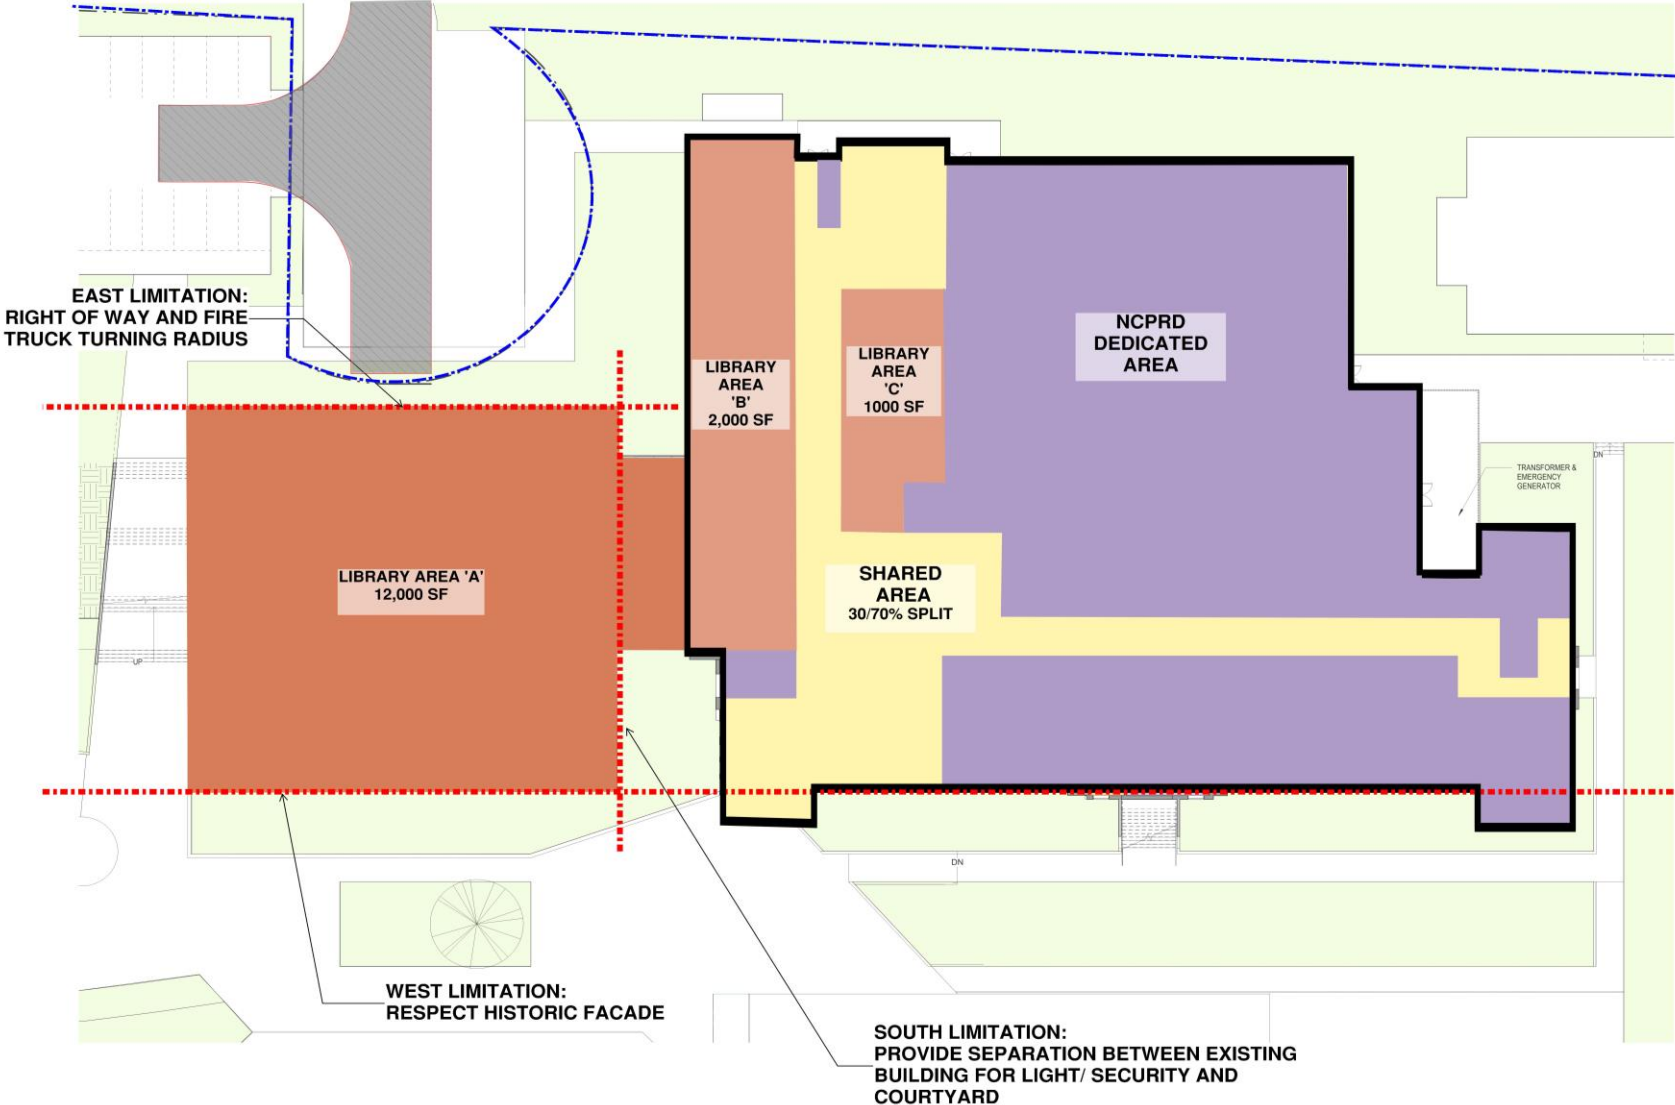 EAST LIMITATION:
RIGHT OF WAY AND FIRE
TRUCK TURNING RADIUS
LIBRARY
AREA
'B'
2,000 SF
LIBRARY
AREA
'C'
1000 SF
NCPRD
DEDICATED
AREA
TRANSFORMER &
EMERGENCY
GENERATOR
DN
LIBRARY AREA 'A'
12,000 SF
SHARED
AREA
30/70% SPLIT
UP
DN
WEST LIMITATION:
RESPECT HISTORIC FACADE
SOUTH LIMITATION:
PROVIDE SEPARATION BETWEEN EXISTING
BUILDING FOR LIGHT/ SECURITY AND
COURTYARD